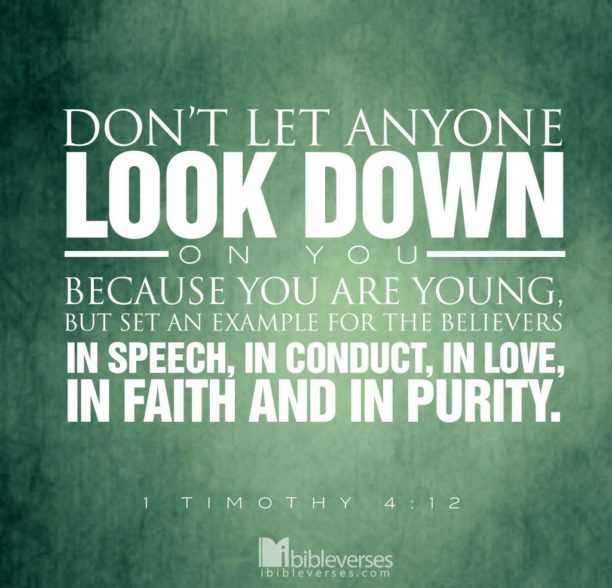 DON'T LET ANYONE
LOOK DOWN
ON YOU
BECAUSE YOU ARE YOUNG,
BUT SET AN EXAMPLE FOR THE BELIEVERS
IN SPEECH, IN CONDUCT, IN LOVE,
IN FAITH AND IN PURITY.
1 TIMOTHY 4:12
ibibleverses
ibibleverses.com